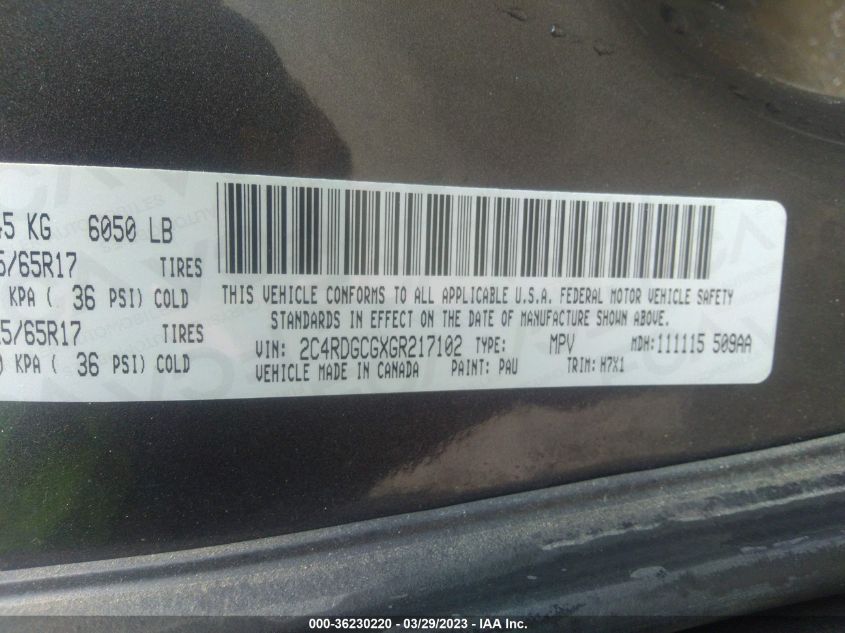 45 KG 6050 LB
5/65R17 TIRES
KPA ( . 36 PSI) COLD
25/65R17 TIRES
0 KPA ( 36 PSI) COLD
THIS VEHICLE CONFORMS TO ALL APPLICABLE U.S.A. FEDERAL MOTOR VEHICLE SAFETY
STANDARDS IN EFFECT ON THE DATE OF MANUFACTURE SHOWN ABOVE.
VIN: 2C4RDGCGXGR217102 TYPE: MPV MDH: 111115 509AA
VEHICLE MADE IN CANADA PAINT: PAU TRIM: H7X1
000-36230220 - 03/29/2023 - IAA Inc.